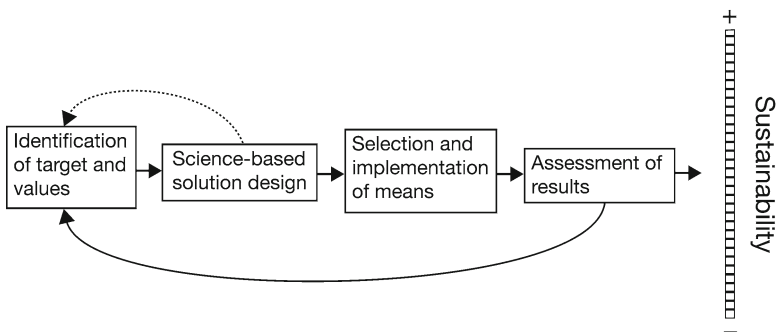 Identification
of target and
values
Science-based
solution design
Selection and
implementation
of means
Assessment of
results
+
Sustainability
–